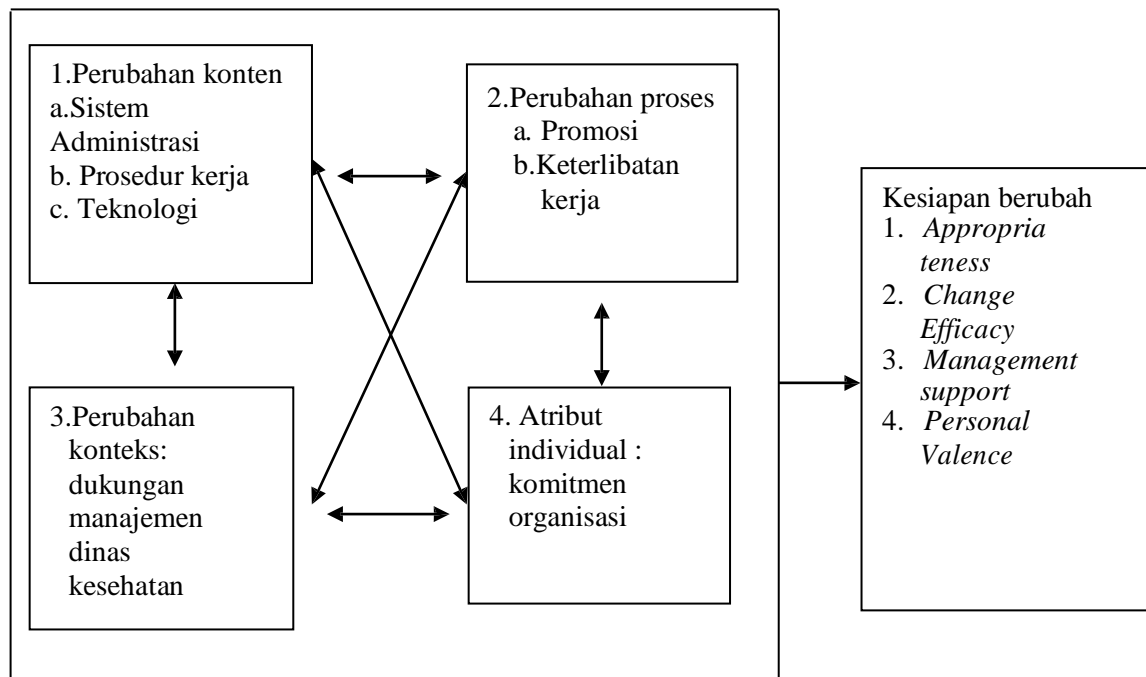 1.Perubahan konten
a.Sistem
Administrasi
b. Prosedur kerja
c. Teknologi
2.Perubahan proses
a. Promosi
b.Keterlibatan
kerja
3.Perubahan
konteks:
dukungan
manajemen
dinas
kesehatan
4. Atribut
individual :
komitmen
organisasi
Kesiapan berubah
1. Appropria
teness
2. Change
Efficacy
3. Management
support
4. Personal
Valence